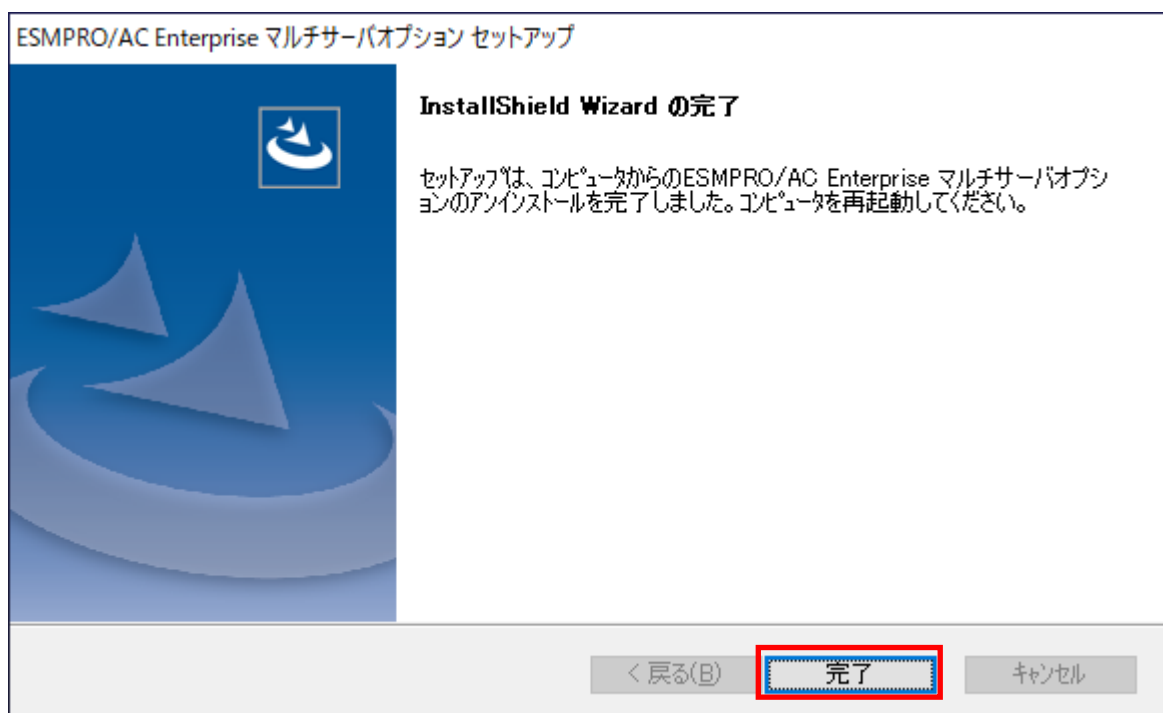 ESMPRO/AC Enterprise マルチサーバオプション セットアップ
InstallShield Wizard の完了
セットアップは、コンピュータからのESMPRO/AC Enterprise マルチサーバオプシ
ョンのアンインストールを完了しました。コンピュータを再起動してください。
< 戻る(B)
完了
キャンセル